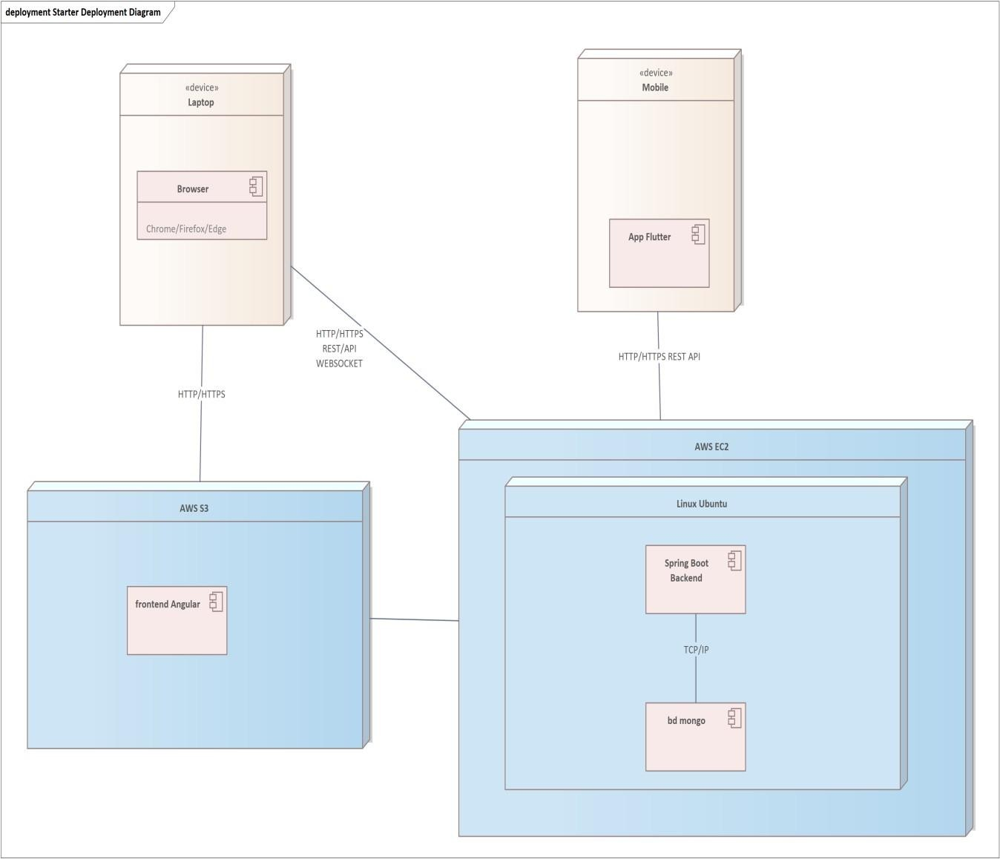 deployment Starter Deployment Diagram
«device»
Laptop
Browser
Chrome/Firefox/Edge
«device»
Mobile
App Flutter
HTTP/HTTPS
REST/API
WEBSOCKET
HTTP/HTTPS REST API
HTTP/HTTPS
AWS S3
frontend Angular
AWS EC2
Linux Ubuntu
Spring Boot
Backend
TCP/IP
bd mongo